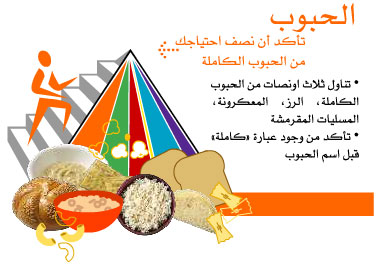 الحبوب
تأكد أن نصف احتياجك
من الحبوب الكاملة
• تناول ثلاث اونصات من الحبوب
الكاملة، الرز، المعكرونة،
المسليات المقرمشة
• تأكد من وجود عبارة «كاملة»
قبل اسم الحبوب